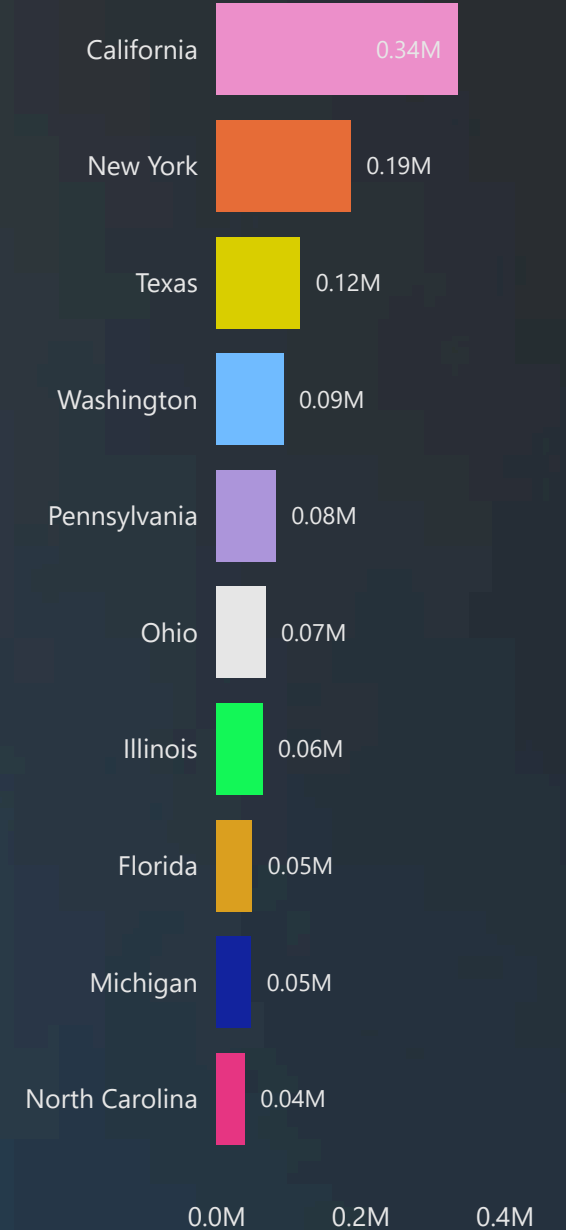 California 0.34M
New York 0.19M
Texas 0.12M
Washington 0.09M
Pennsylvania 0.08M
Ohio 0.07M
Illinois 0.06M
Florida 0.05M
Michigan 0.05M
North Carolina 0.04M
0.0M 0.2M 0.4M